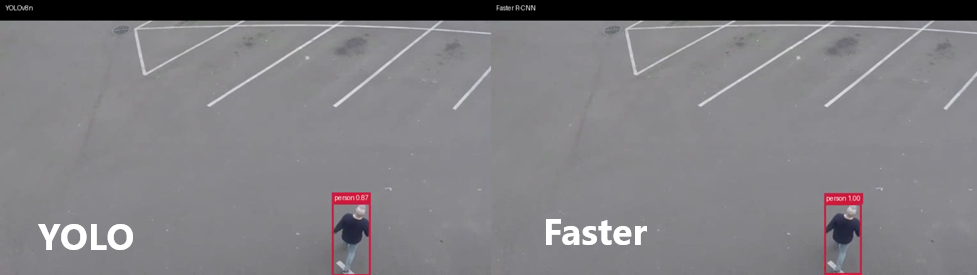 YOLOv8n
Faster R-CNN
person 0.87
person 1.00
YOLO
Faster